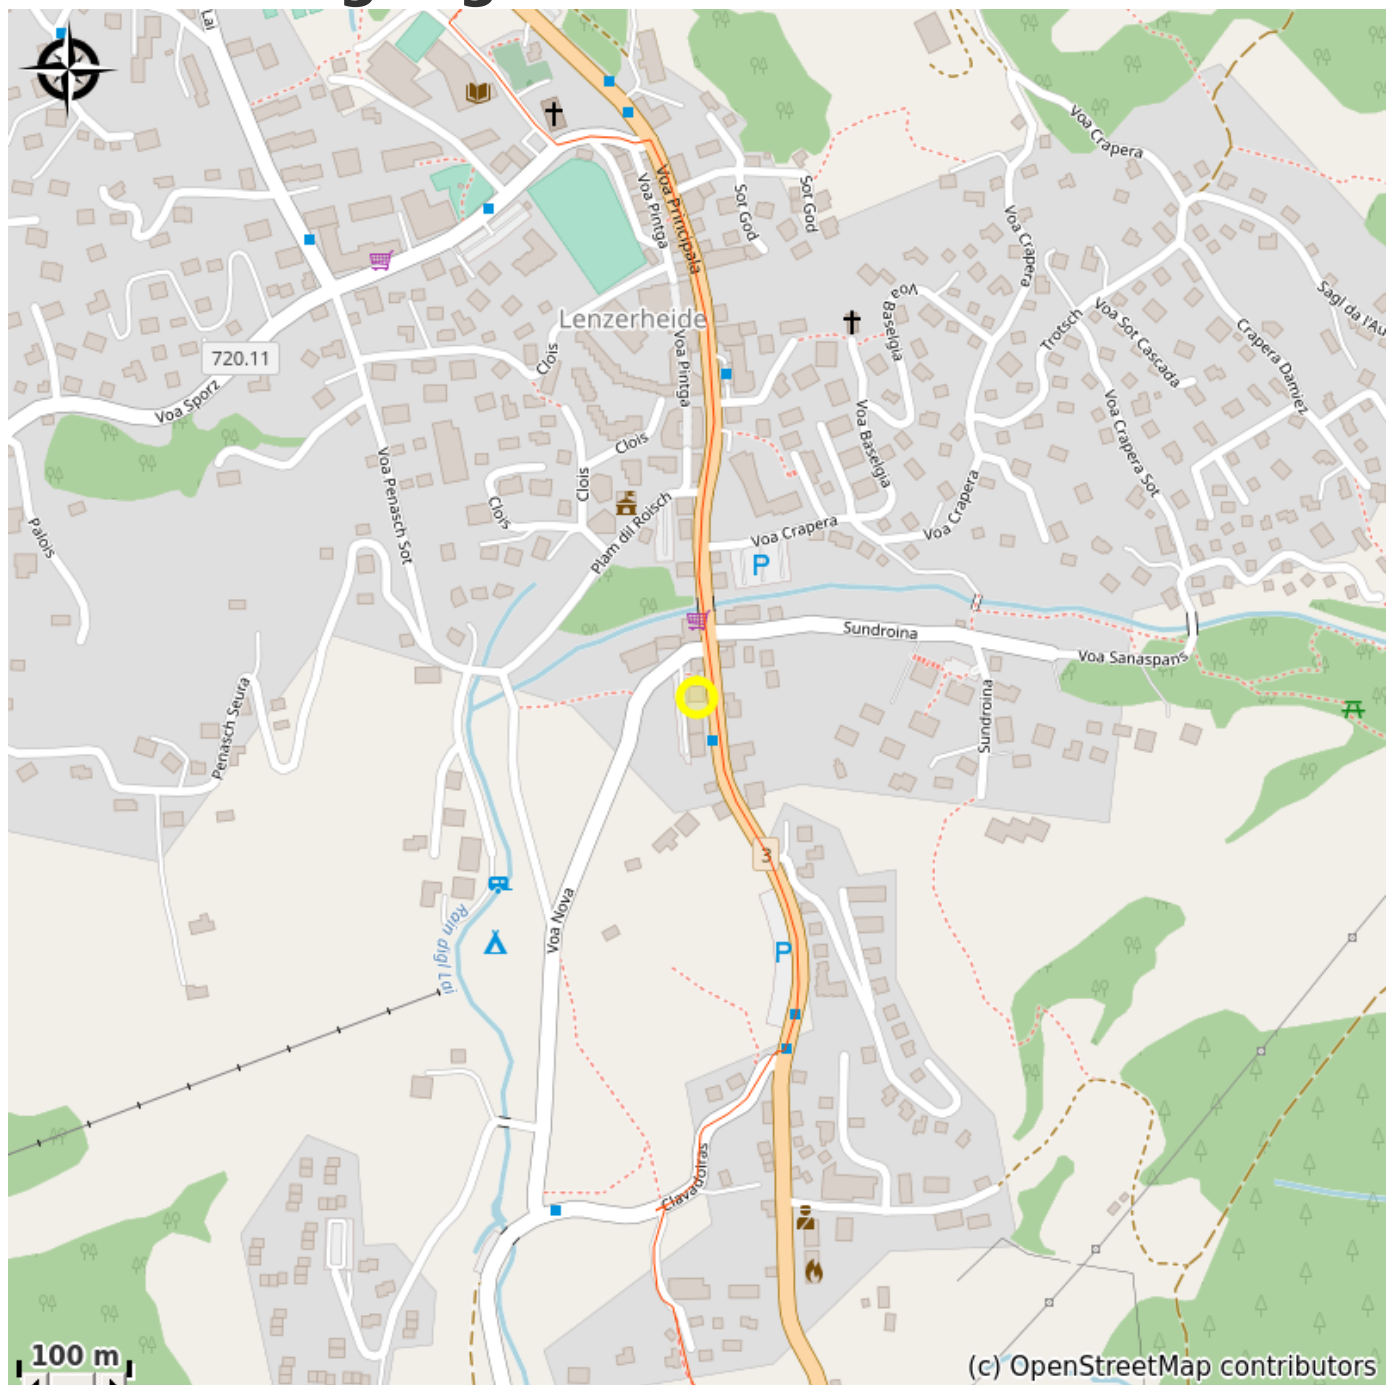 Lai
Voa Crapera
Voa Principala
Voa Pintga
Sot God
Sot God
Voa Crapera
Voa
Baselgia
Sagl da l'Au
Lenzerheide
Trotsch
Voa Sot Cascada
Crapera Damiez
720.11
Clois
Voa Pintga
Voa Sporz
Voa Baselgia
Voa Crapera Sot
Clois
Voa Penasch Sot
Clois
Clois
Plam dil Roisch
Voa Crapera
Voa Crapera
Palois
P
Sundroina
Voa Sanaspans
Penasch Seura
Sundroina
3
Voa Nova
Rain digl Lai
P
Clavadoiras
100 m
(c) OpenStreetMap contributors